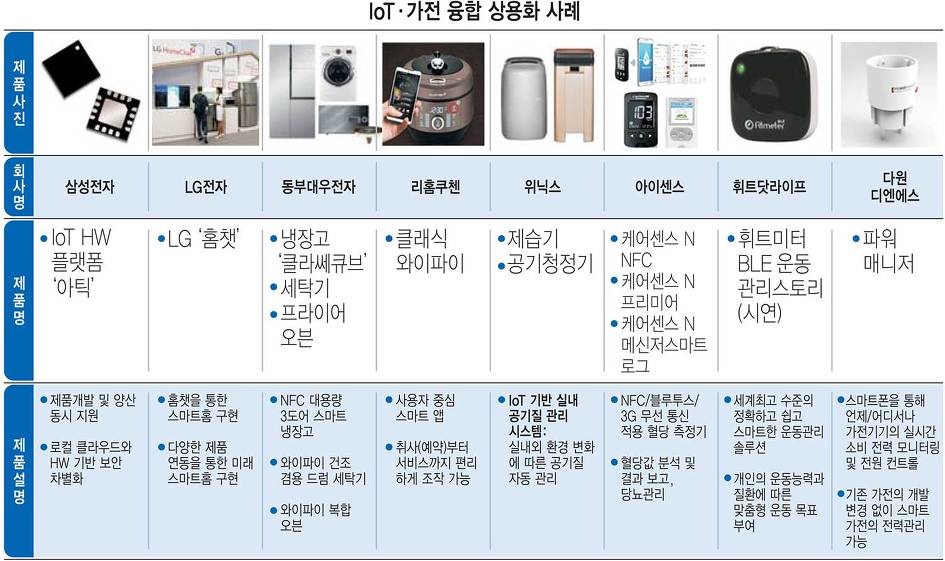 IoT·가전 융합 상용화 사례
제품사진
LG HomeChat
103
Fitmeter
회사명
삼성전자
LG전자
동부대우전자
리홈쿠첸
위닉스
아이센스
휘트닷라이프
다원
디엔에스
제품명
• IoT HW
플랫폼
‘아틱’
• LG ‘홈챗’
• 냉장고
‘클라쎄큐브’
• 세탁기
• 프라이어
오븐
• 클래식
와이파이
• 제습기
• 공기청정기
• 케어센스 N
NFC
• 케어센스 N
프리미어
• 케어센스 N
메신저스마트
로그
• 휘트미터
BLE 운동
관리스토리
(시연)
• 파워
매니저
제품설명
• 제품개발 및 양산
동시 지원
• 로컬 클라우드와
HW 기반 보안
차별화
• 홈챗을 통한
스마트홈 구현
• 다양한 제품
연동을 통한 미래
스마트홈 구현
• NFC 대용량
3도어 스마트
냉장고
• 와이파이 건조
겸용 드럼 세탁기
• 와이파이 복합
오븐
• 사용자 중심
스마트 앱
• 취사(예약)부터
서비스까지 편리
하게 조작 가능
• IoT 기반 실내
공기질 관리
시스템:
실내외 환경 변화
에 따른 공기질
자동 관리
• NFC/블루투스/
3G 무선 통신
적용 혈당 측정기
• 혈당값 분석 및
결과 보고,
당뇨관리
• 세계최고 수준의
정확하고 쉽고
스마트한 운동관리
솔루션
• 개인의 운동능력과
질환에 따른
맞춤형 운동 목표
부여
• 스마트폰을 통해
언제/어디서나
가전기기의 실시간
소비 전력 모니터링
및 전원 컨트롤
• 기존 가전의 개발
변경 없이 스마트
가전의 전력관리
가능